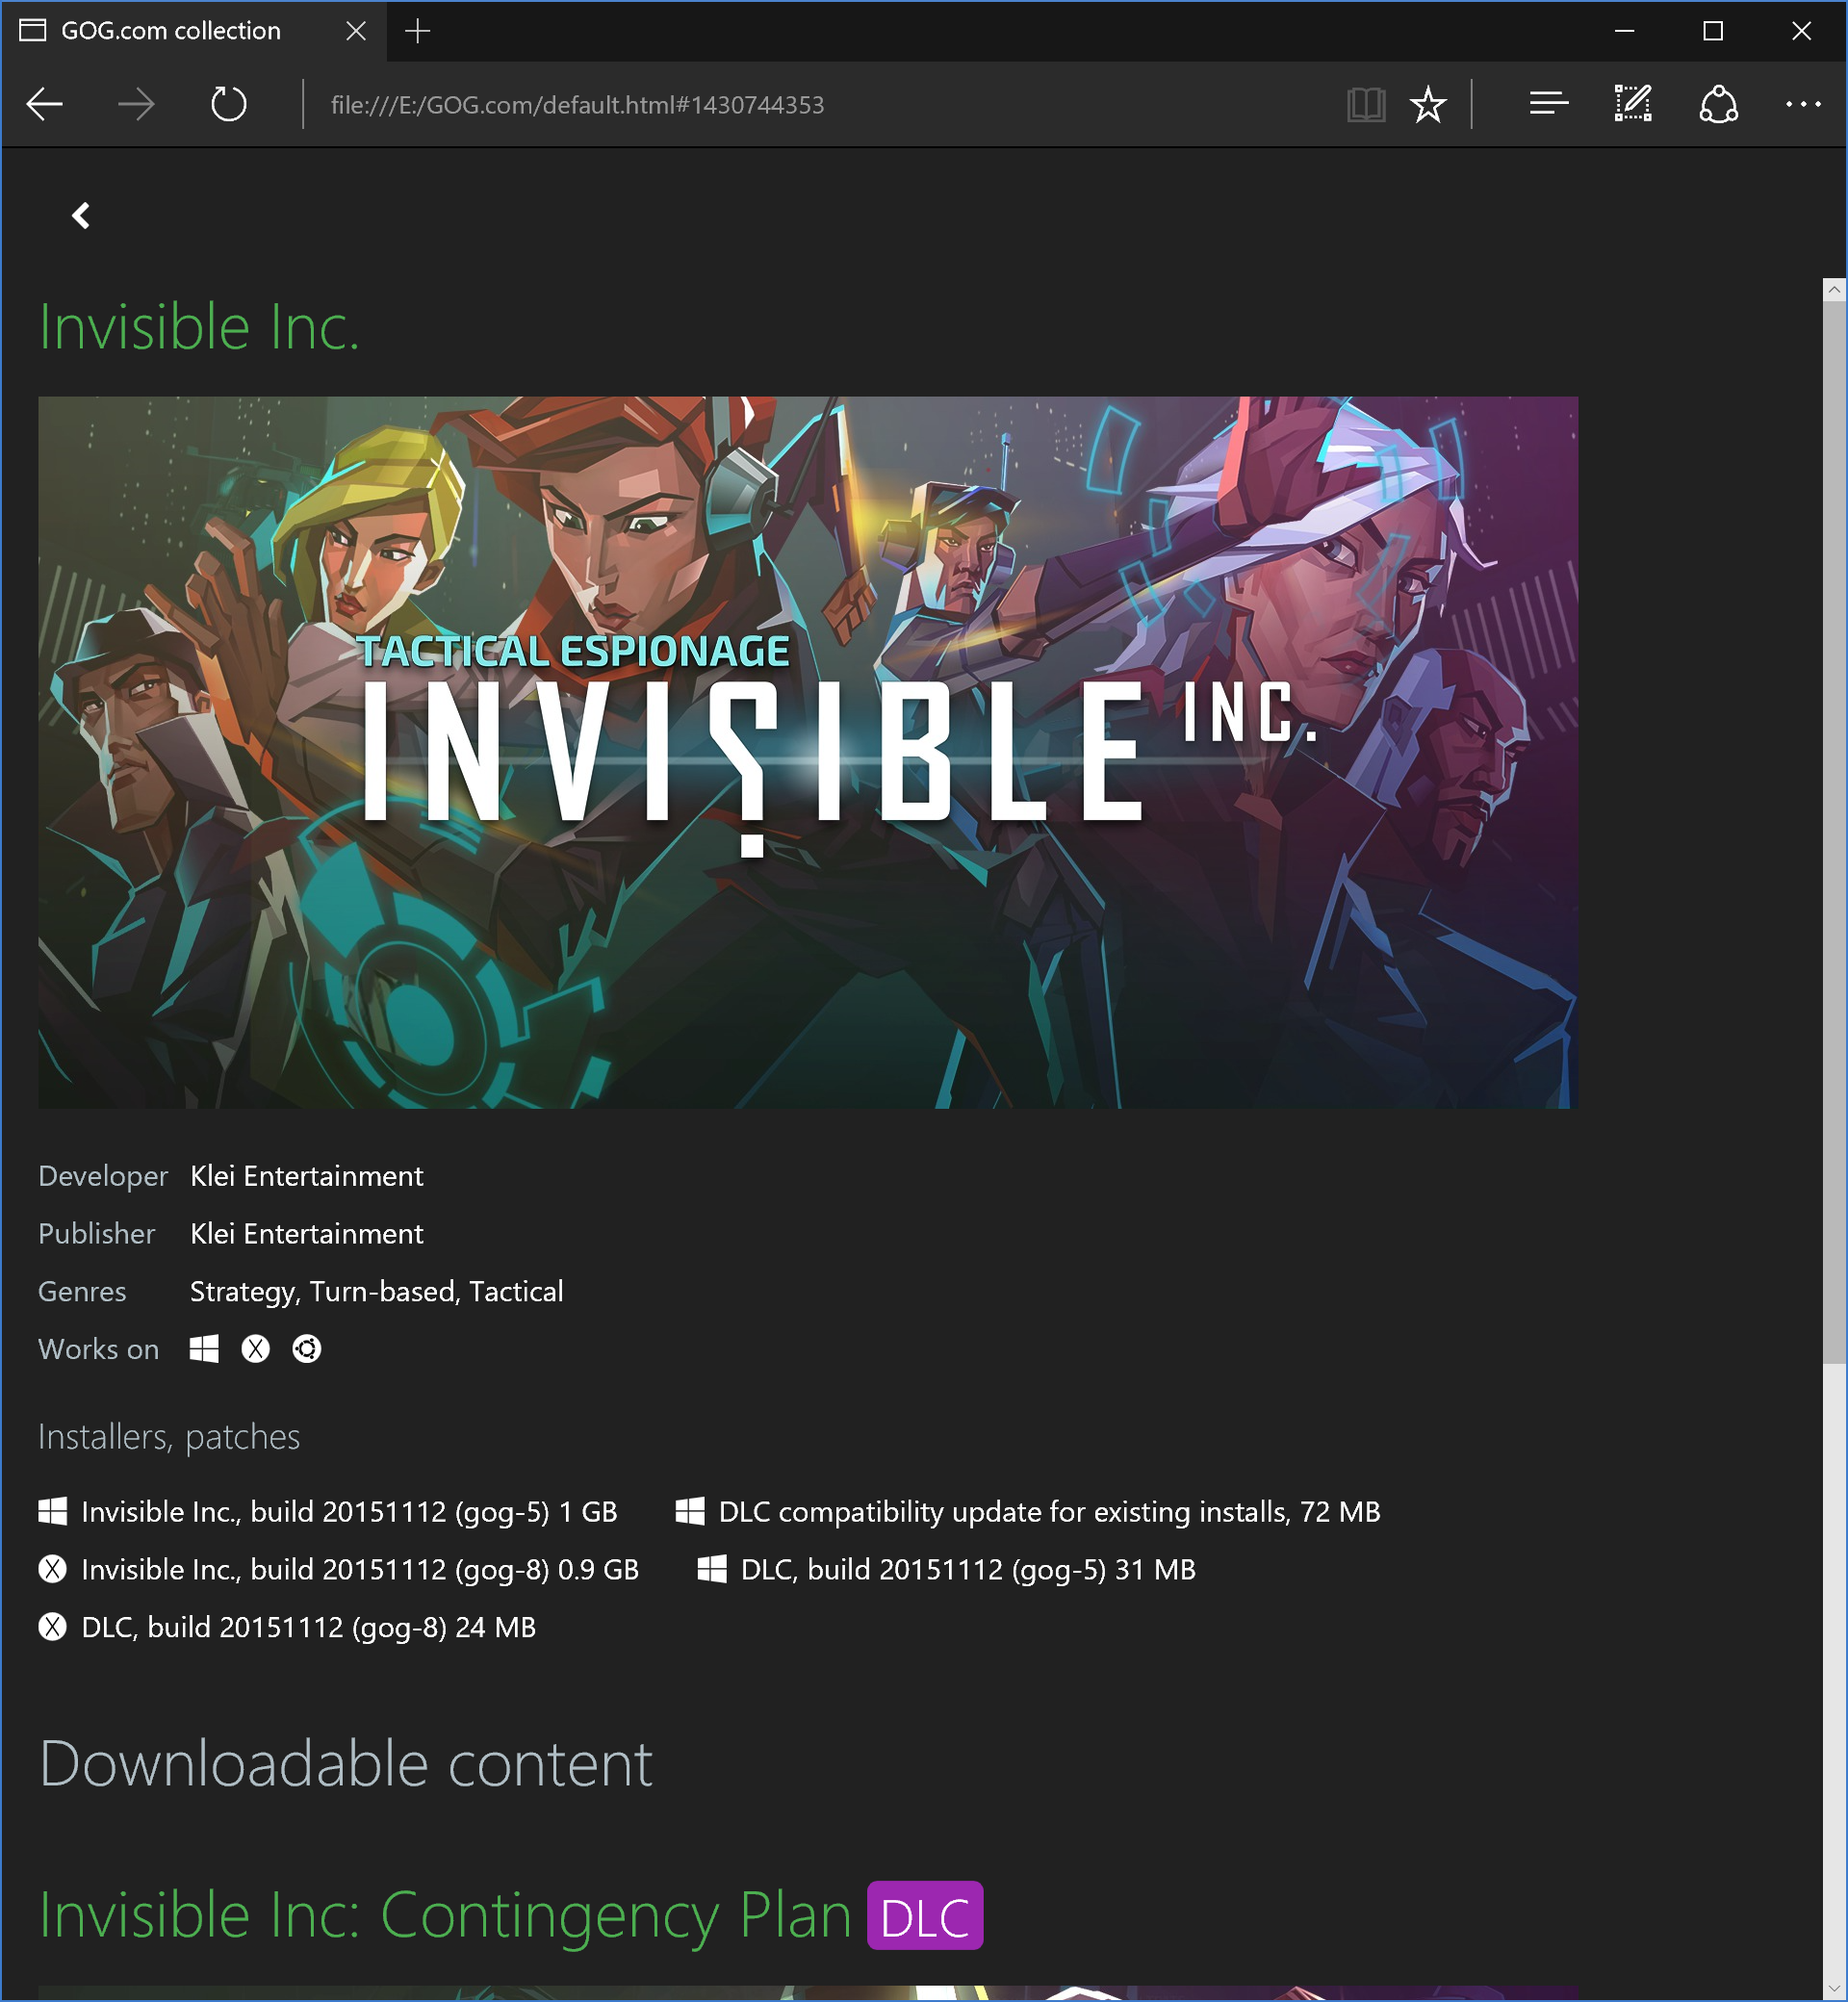 GOG.com collection
file:///E:/GOG.com/default.html#1430744353
Invisible Inc.
TACTICAL ESPIONAGE
INVISIBLE INC.
Developer Klei Entertainment
Publisher Klei Entertainment
Genres Strategy, Turn-based, Tactical
Works on
Installers, patches
Invisible Inc., build 20151112 (gog-5) 1 GB DLC compatibility update for existing installs, 72 MB
Invisible Inc., build 20151112 (gog-8) 0.9 GB DLC, build 20151112 (gog-5) 31 MB
DLC, build 20151112 (gog-8) 24 MB
Downloadable content
Invisible Inc: Contingency Plan DLC